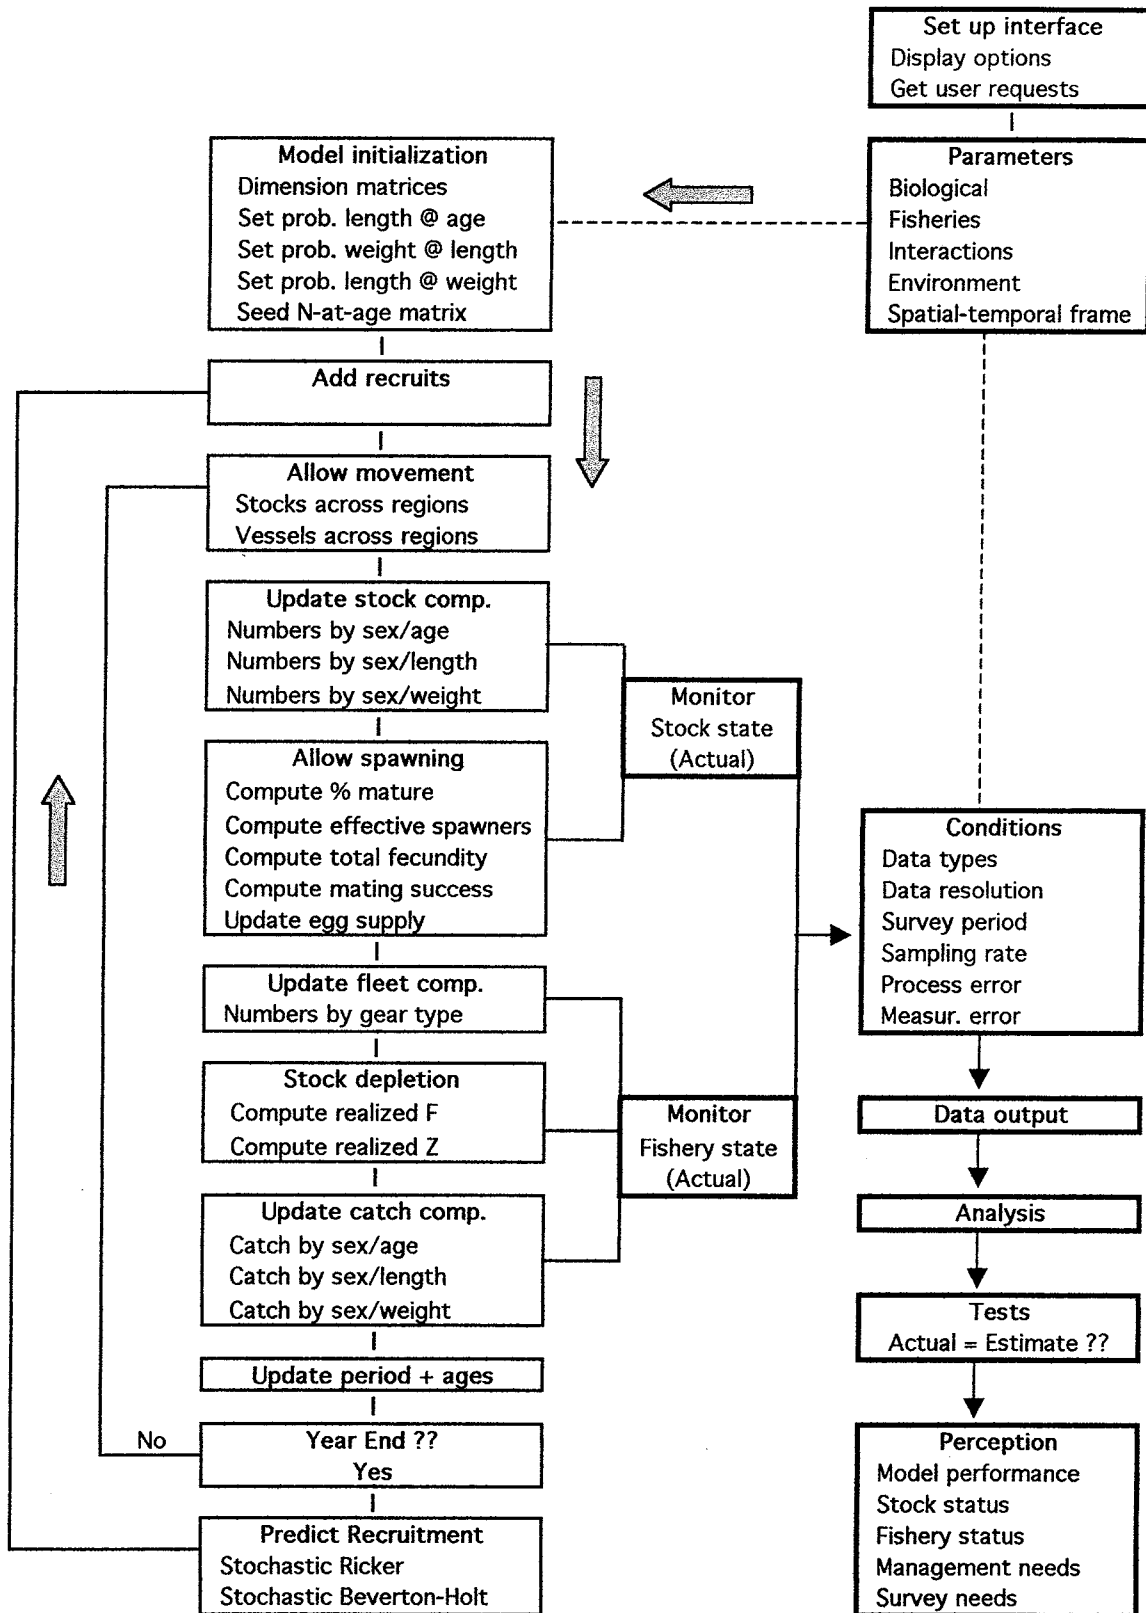 Set up interface
Display options
Get user requests
Parameters
Biological
Fisheries
Interactions
Environment
Spatial-temporal frame
Model initialization
Dimension matrices
Set prob. length @ age
Set prob. weight @ length
Set prob. length @ weight
Seed N-at-age matrix
Add recruits
Allow movement
Stocks across regions
Vessels across regions
Update stock comp.
Numbers by sex/age
Numbers by sex/length
Numbers by sex/weight
Allow spawning
Compute % mature
Compute effective spawners
Compute total fecundity
Compute mating success
Update egg supply
Update fleet comp.
Numbers by gear type
Stock depletion
Compute realized F
Compute realized Z
Update catch comp.
Catch by sex/age
Catch by sex/length
Catch by sex/weight
Update period + ages
No
Year End ??
Yes
Predict Recruitment
Stochastic Ricker
Stochastic Beverton-Holt
Monitor
Stock state
(Actual)
Monitor
Fishery state
(Actual)
Conditions
Data types
Data resolution
Survey period
Sampling rate
Process error
Measur. error
Data output
Analysis
Tests
Actual = Estimate ??
Perception
Model performance
Stock status
Fishery status
Management needs
Survey needs